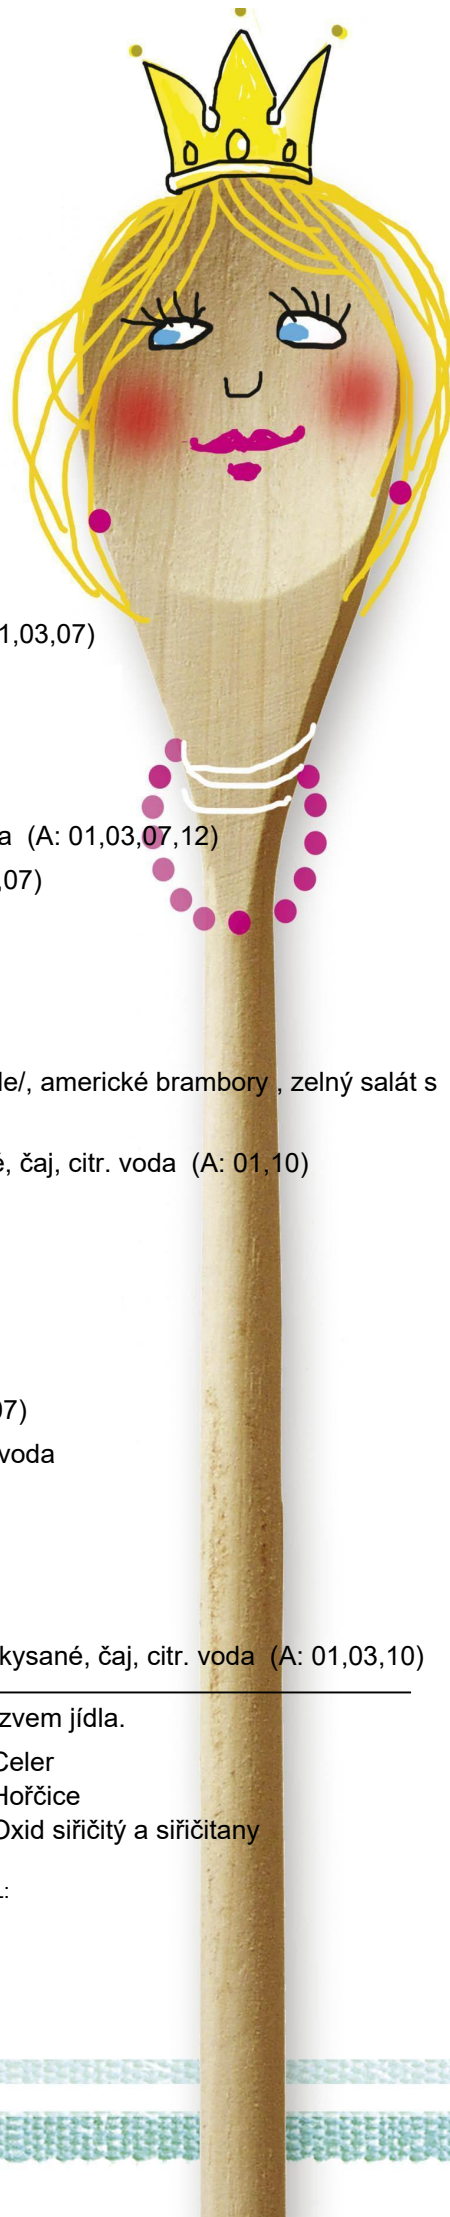 1,03,07)
a (A: 01,03,07,12)
,07)
le/, americké brambory , zelný salát s
é, čaj, citr. voda (A: 01,10)
07)
voda
kysané, čaj, citr. voda (A: 01,03,10)
zvem jídla.
Celer
Hořčice
Oxid siřičitý a siřičitany
.: